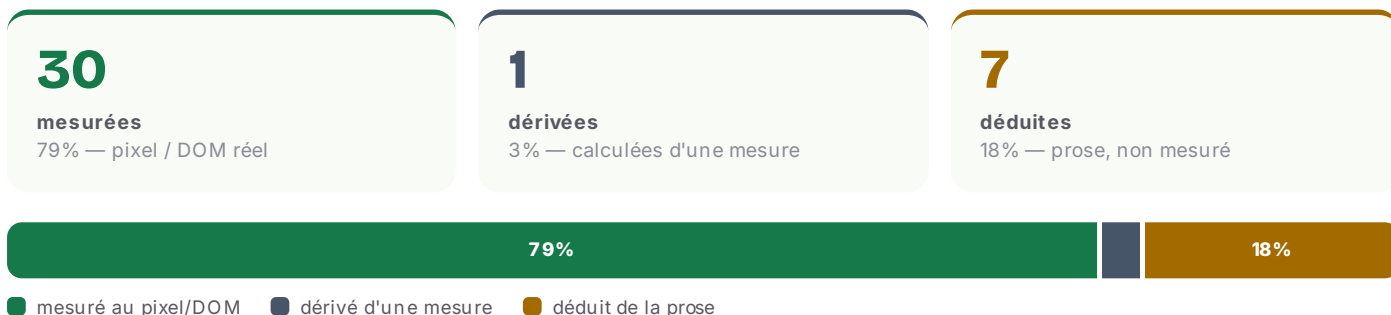 30
mesurées
79% — pixel / DOM réel
1
dérivées
3% — calculées d'une mesure
7
déduites
18% — prose, non mesuré
79%
18%
mesuré au pixel/DOM
dérivé d'une mesure
déduit de la prose